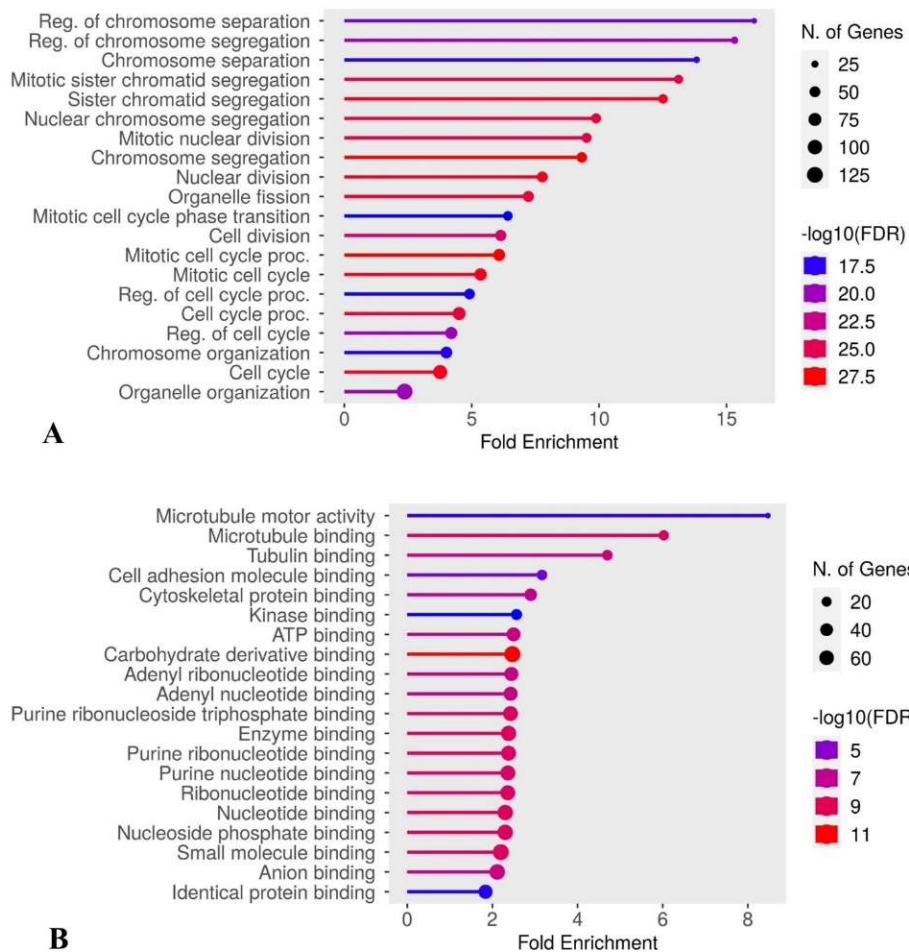 Reg. of chromosome separation
Reg. of chromosome segregation
Chromosome separation
Mitotic sister chromatid segregation
Sister chromatid segregation
Nuclear chromosome segregation
Mitotic nuclear division
Chromosome segregation
Nuclear division
Organelle fission
Mitotic cell cycle phase transition
Cell division
Mitotic cell cycle proc.
Mitotic cell cycle
Reg. of cell cycle proc.
Cell cycle proc.
Reg. of cell cycle
Chromosome organization
Cell cycle
Organelle organization
0 5 10 15
Fold Enrichment
A
N. of Genes
25
50
75
100
125
-log10(FDR)
17.5
20.0
22.5
25.0
27.5
Microtubule motor activity
Microtubule binding
Tubulin binding
Cell adhesion molecule binding
Cytoskeletal protein binding
Kinase binding
ATP binding
Carbohydrate derivative binding
Adenyl ribonucleotide binding
Adenyl nucleotide binding
Purine ribonucleoside triphosphate binding
Enzyme binding
Purine ribonucleotide binding
Purine nucleotide binding
Ribonucleotide binding
Nucleotide binding
Nucleoside phosphate binding
Small molecule binding
Anion binding
Identical protein binding
0 2 4 6 8
Fold Enrichment
B
N. of Genes
20
40
60
-log10(FDR
5
7
9
11